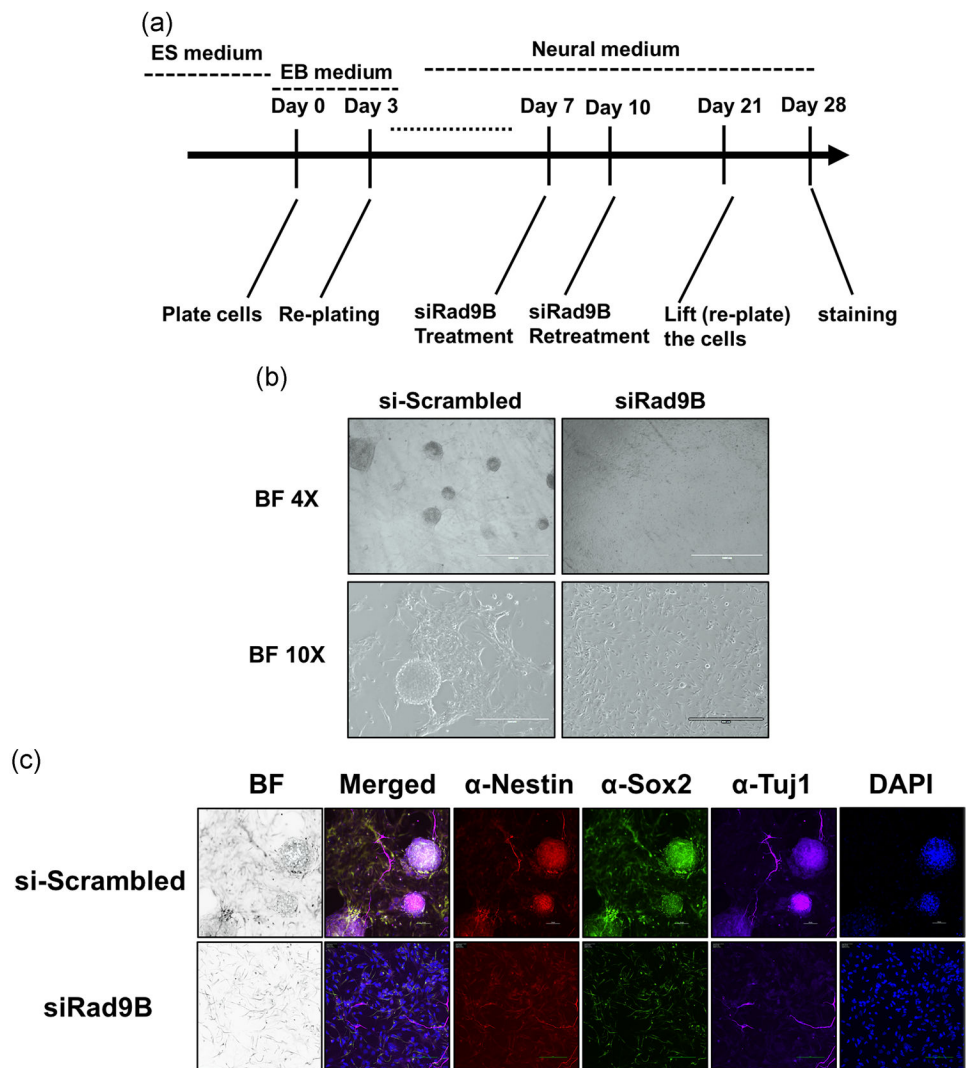 (a)
ES medium
EB medium
Neural medium
Day 0
Day 3
Day 7
Day 10
Day 21
Day 28
Plate cells
Re-plating
siRad9B
Treatment
siRad9B
Retreatment
Lift (re-plate)
the cells
staining
(b)
si-Scrambled
siRad9B
BF 4X
BF 10X
(c)
BF
Merged
α-Nestin
α-Sox2
α-Tuj1
DAPI
si-Scrambled
siRad9B